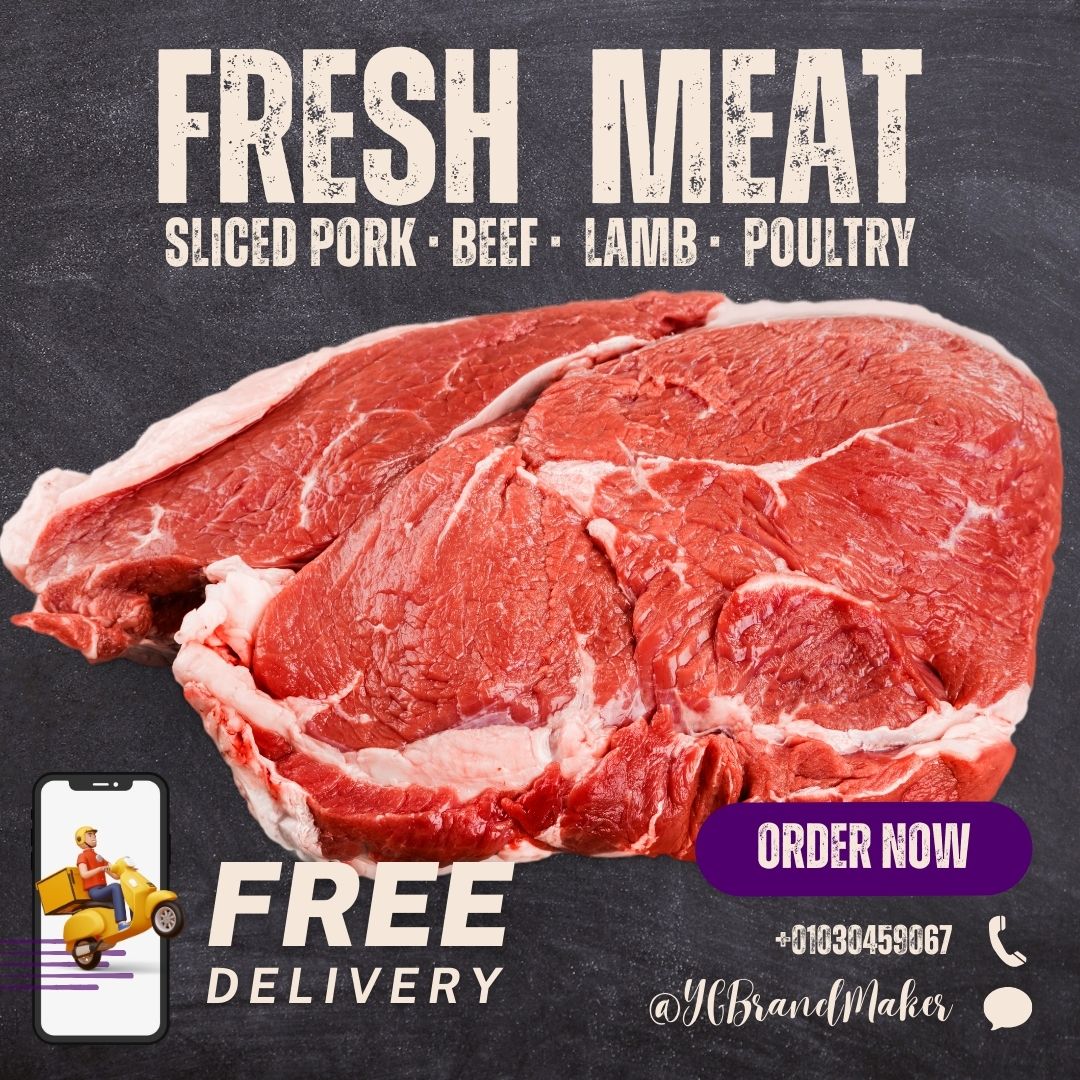 FRESH MEAT
SLICED PORK · BEEF · LAMB · POULTRY
ORDER NOW
FREE
DELIVERY
+01030459067
@YGBrandMaker